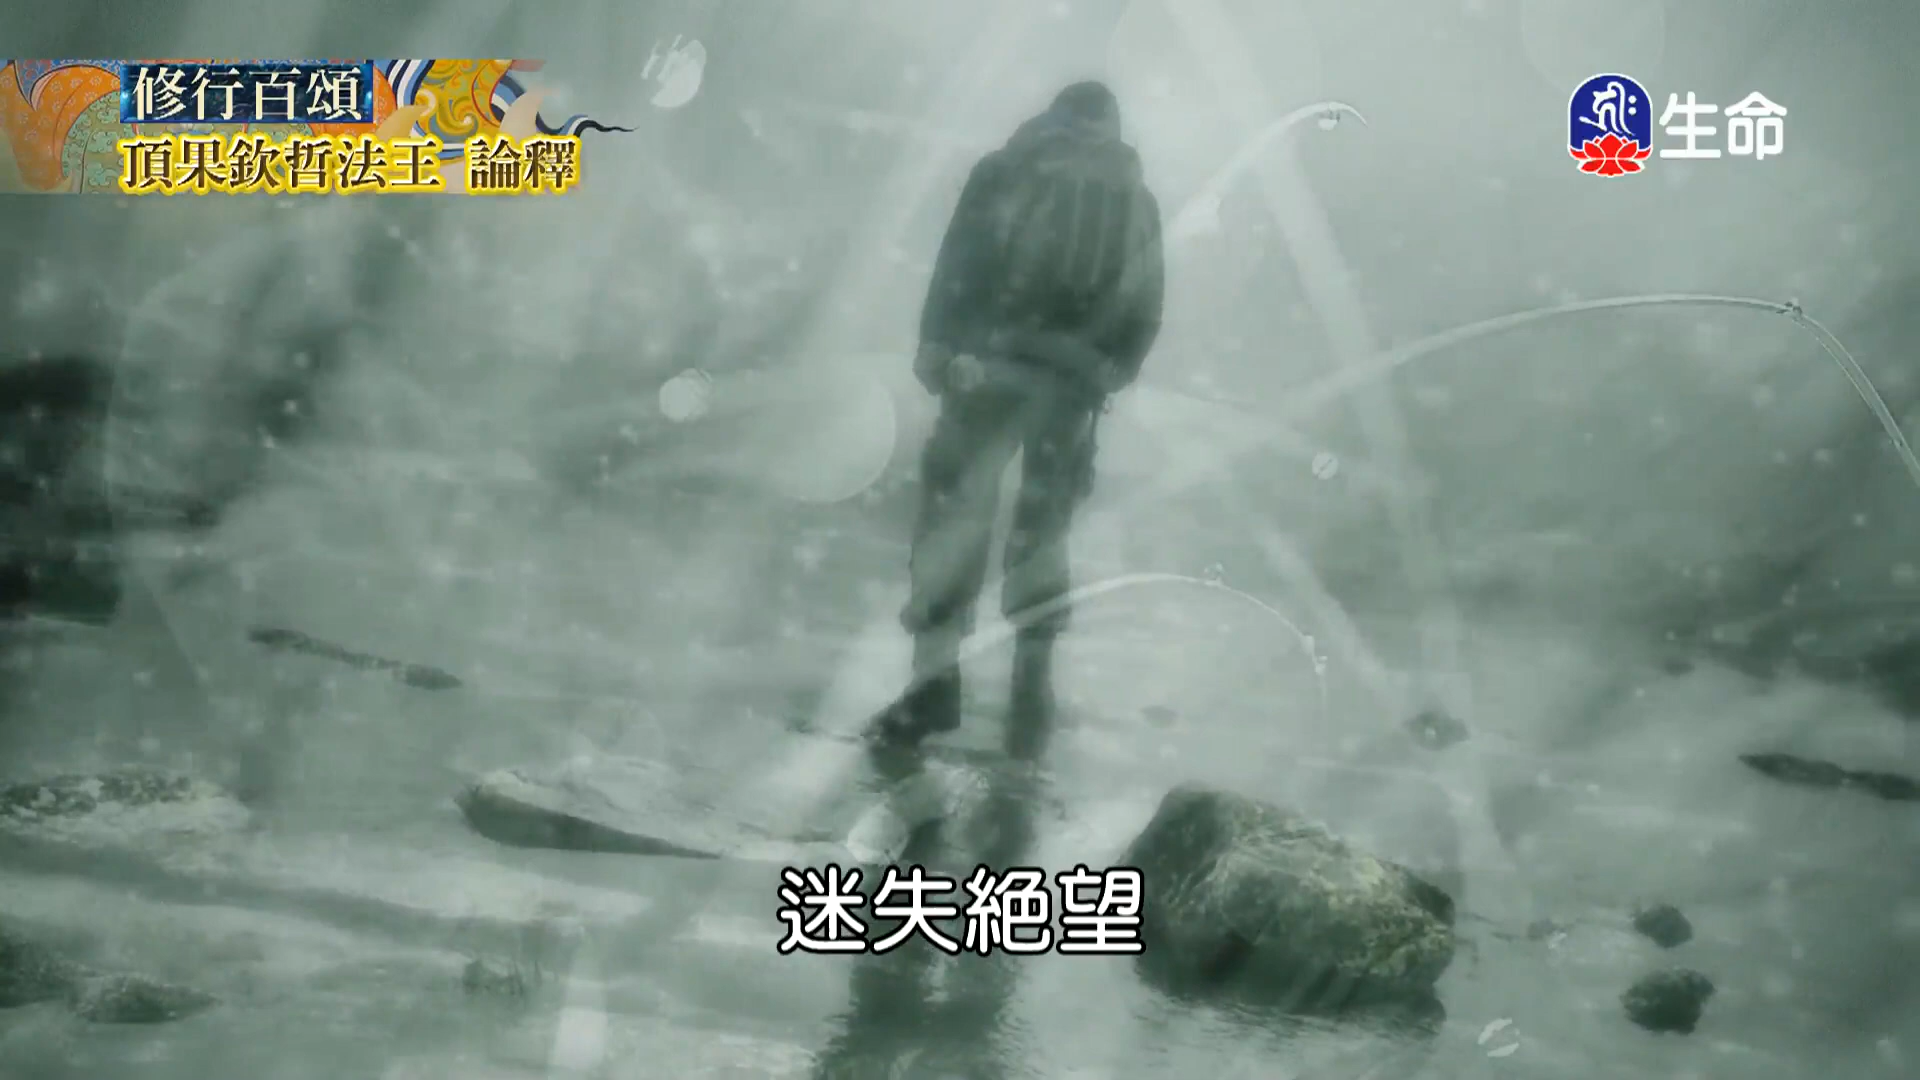 修行百頌
頂果欽哲法王 論釋
生命
迷失絕望